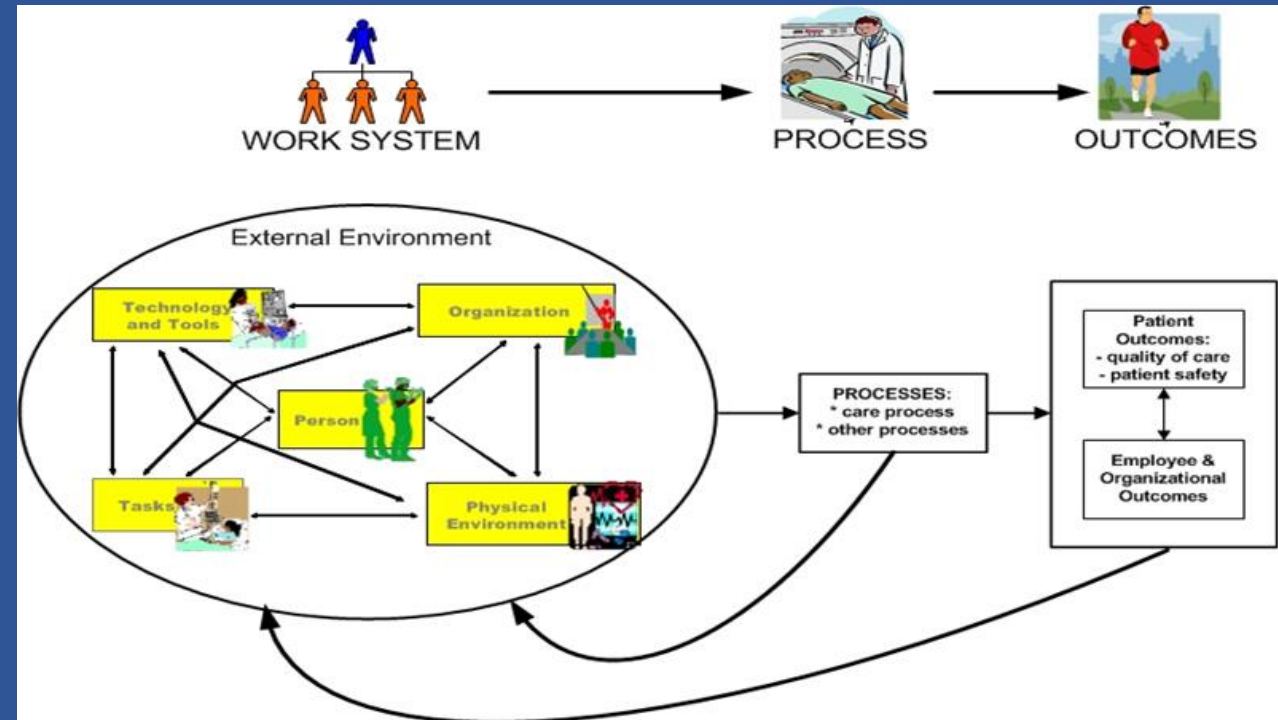 WORK SYSTEM
PROCESS
OUTCOMES
External Environment
Technology
and Tools
Organization
Person
Tasks
Physical
Environment
PROCESSES:
* care process
* other processes
Patient
Outcomes:
- quality of care
- patient safety
Employee &
Organizational
Outcomes